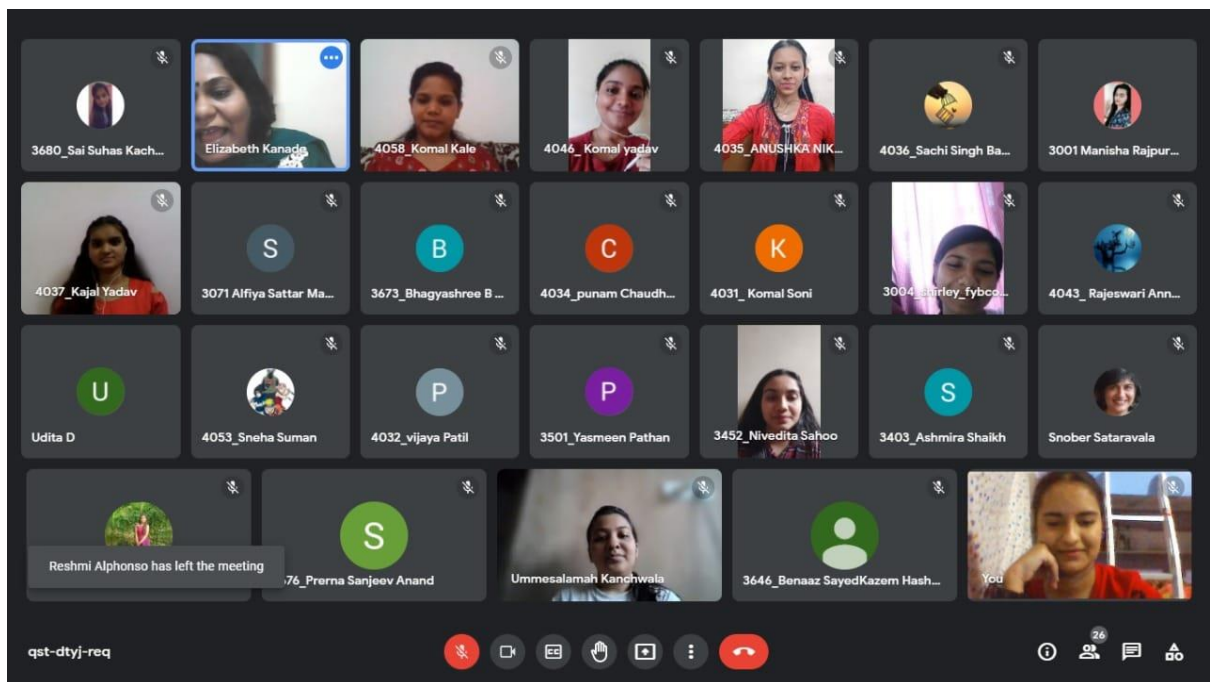 3680_Sai Suhas Kach...
Elizabeth Kanade
4058_Komal Kale
4046_ Komal yadav
4035_ANUSHKA NIK...
4036_Sachi Singh Ba...
3001 Manisha Rajpur...
4037_Kajal Yadav
S
3071 Alfiya Sattar Ma...
B
3673_Bhagyashree B ...
C
4034_punam Chaudh...
K
4031_ Komal Soni
3004_shirley_fybco...
4043_ Rajeswari Ann...
U
Udita D
4053_Sneha Suman
P
4032_vijaya Patil
P
3501_Yasmeen Pathan
3452_Nivedita Sahoo
S
3403_Ashmira Shaikh
Snober Sataravala
Reshmi Alphonso has left the meeting
S
76_Prerna Sanjeev Anand
Ummesalamah Kanchwala
3646_Benaaz SayedKazem Hash...
You
qst-dtyj-req
CC
26